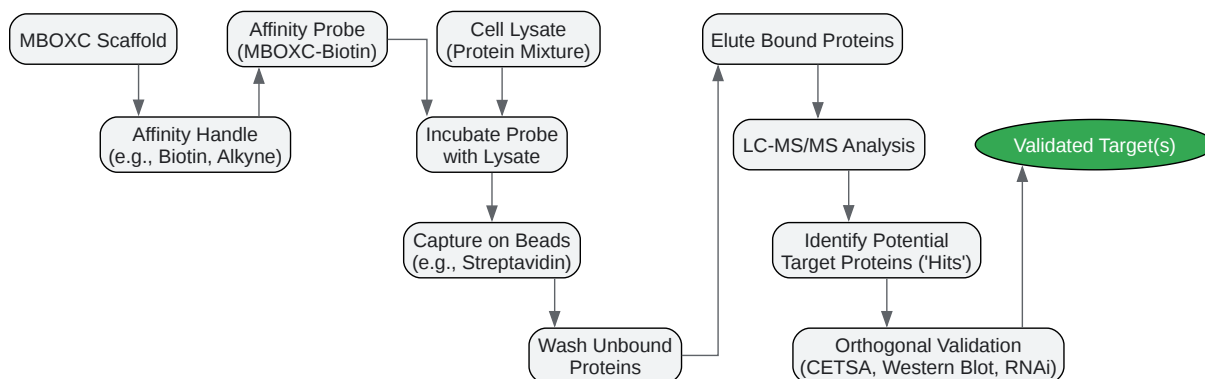 MBOXC Scaffold
Affinity Handle
(e.g., Biotin, Alkyne)
Affinity Probe
(MBOXC-Biotin)
Cell Lysate
(Protein Mixture)
Incubate Probe
with Lysate
Capture on Beads
(e.g., Streptavidin)
Wash Unbound
Proteins
Elute Bound Proteins
LC-MS/MS Analysis
Identify Potential
Target Proteins ('Hits')
Orthogonal Validation
(CETSA, Western Blot, RNAi)
Validated Target(s)